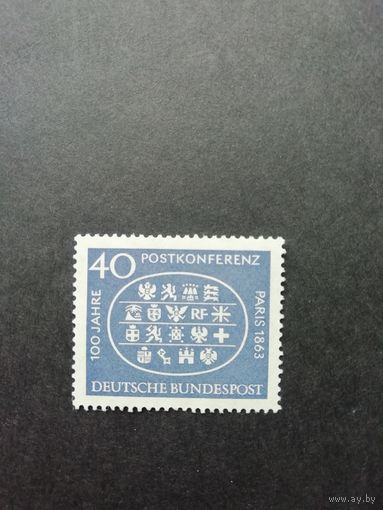 40 POSTKONFERENZ
100 JAHRE
PARIS 1863
RF
DEUTSCHE BUNDESPOST
www.ay.by